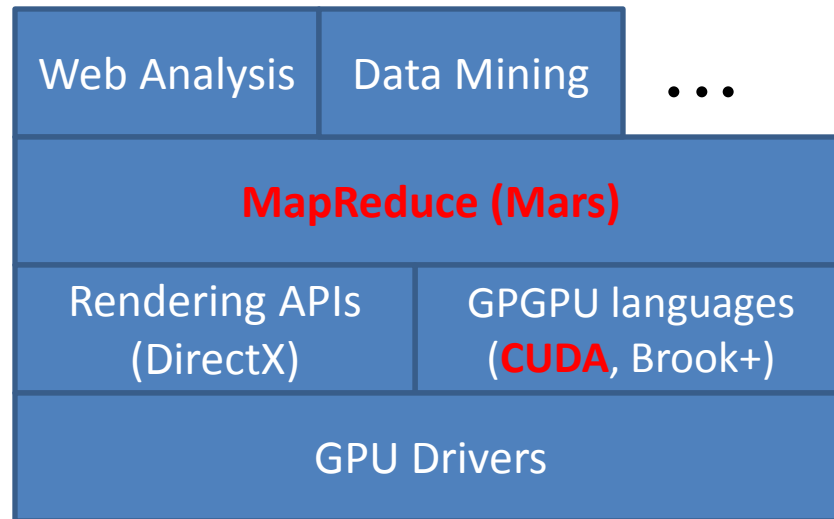 Web Analysis
Data Mining
...
MapReduce (Mars)
Rendering APIs
(DirectX)
GPGPU languages
(CUDA, Brook+)
GPU Drivers